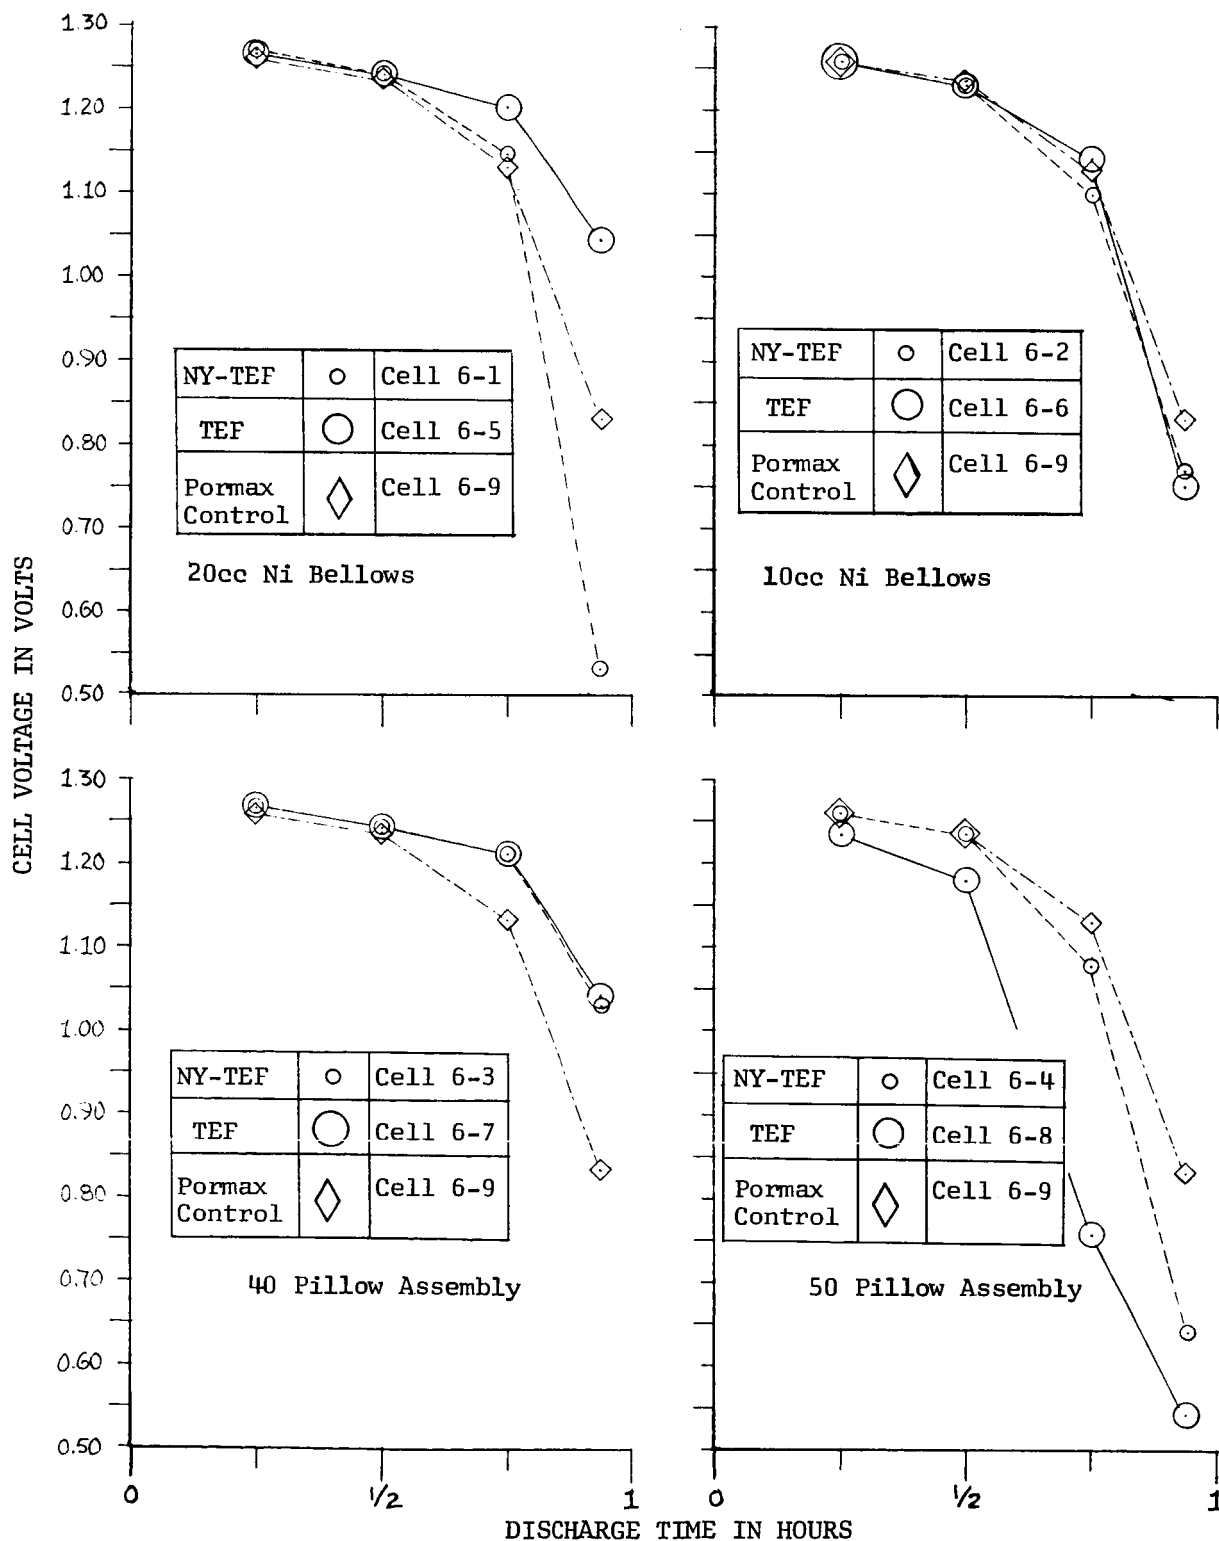 CELL VOLTAGE IN VOLTS
1.30
1.20
1.10
1.00
0.90
0.80
0.70
0.60
0.50
NY-TEF Cell 6-1
TEF Cell 6-5
Pormax Cell 6-9
Control
20cc Ni Bellows
NY-TEF Cell 6-2
TEF Cell 6-6
Pormax Cell 6-9
Control
10cc Ni Bellows
1.30
1.20
1.10
1.00
0.90
0.80
0.70
0.60
0.50
NY-TEF Cell 6-3
TEF Cell 6-7
Pormax Cell 6-9
Control
40 Pillow Assembly
NY-TEF Cell 6-4
TEF Cell 6-8
Pormax Cell 6-9
Control
50 Pillow Assembly
0 1/2 1
0 1/2 1
DISCHARGE TIME IN HOURS